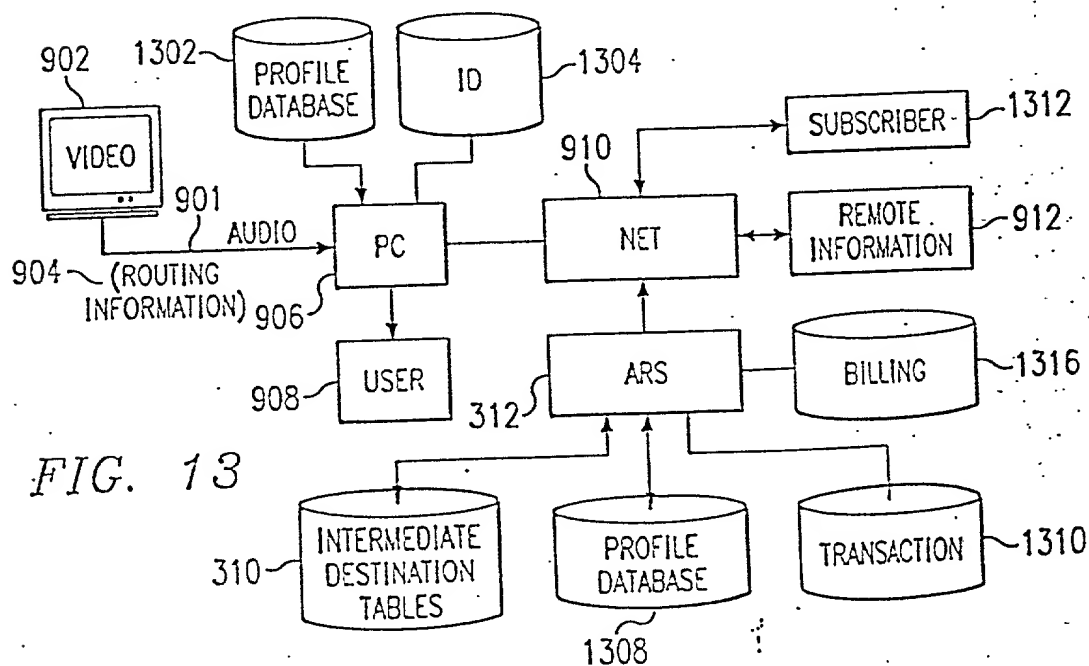 1302
PROFILE
DATABASE
ID
1304
902
VIDEO
901
AUDIO
904
(ROUTING
INFORMATION)
PC
906
USER
908
910
NET
SUBSCRIBER
1312
REMOTE
INFORMATION
912
ARS
312
BILLING
1316
FIG. 13
INTERMEDIATE
DESTINATION
TABLES
310
PROFILE
DATABASE
1308
TRANSACTION
1310